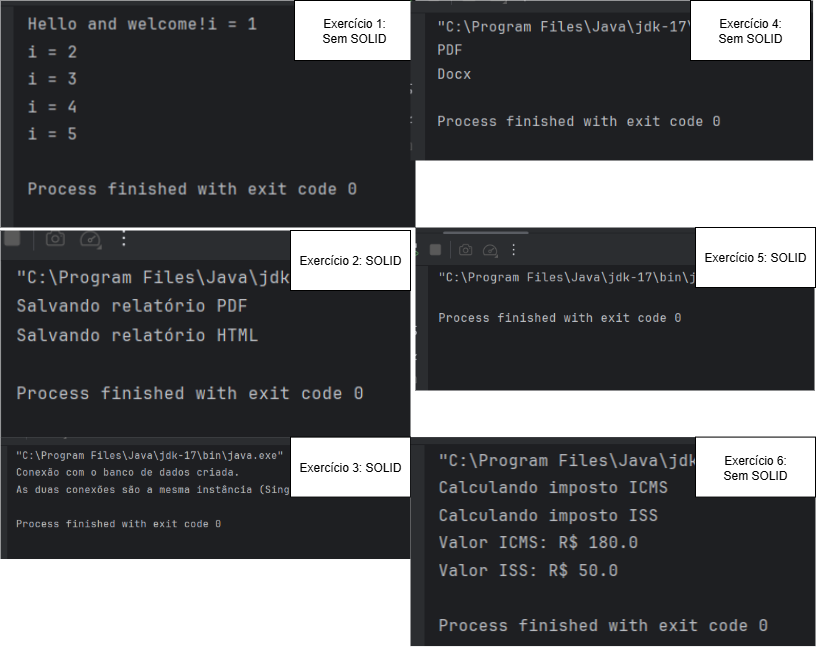 Hello and welcome!i = 1
i = 2
i = 3
i = 4
i = 5
Process finished with exit code 0
Exercício 1:
Sem SOLID
"C:\Program Files\Java\jdk-17\
PDF
Docx
Process finished with exit code 0
Exercício 4:
Sem SOLID
"C:\Program Files\Java\jdk
Salvando relatório PDF
Salvando relatório HTML
Process finished with exit code 0
Exercício 2: SOLID
"C:\Program Files\Java\jdk-17\bin\j
Process finished with exit code 0
Exercício 5: SOLID
"C:\Program Files\Java\jdk-17\bin\java.exe"
Conexão com o banco de dados criada.
As duas conexões são a mesma instância (Sing
Process finished with exit code 0
Exercício 3: SOLID
"C:\Program Files\Java\jdk
Calculando imposto ICMS
Calculando imposto ISS
Valor ICMS: R$ 180.0
Valor ISS: R$ 50.0
Process finished with exit code 0
Exercício 6:
Sem SOLID